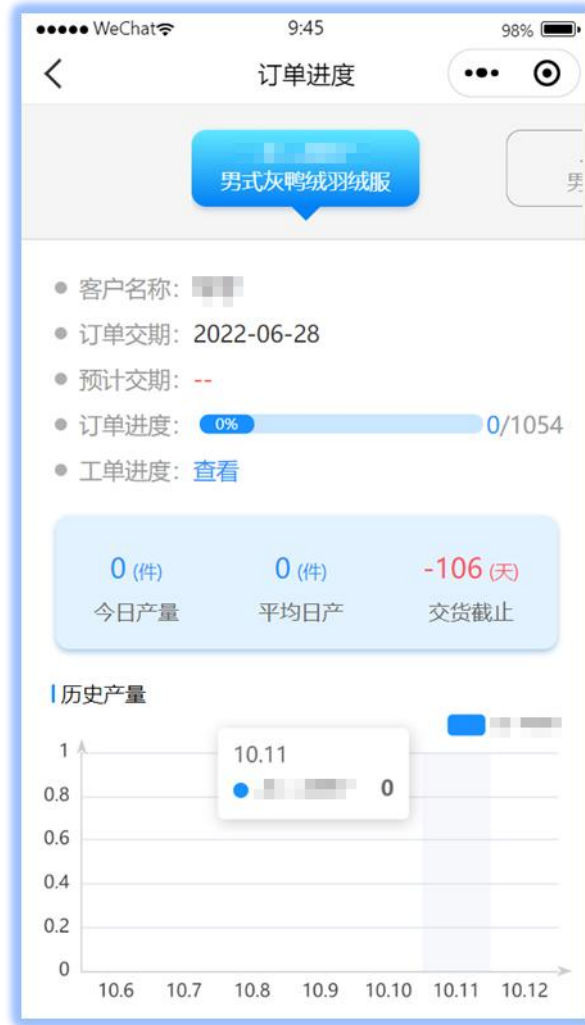 WeChat 9:45 98%
订单进度
男式灰鸭绒羽绒服
男
客户名称：
订单交期：2022-06-28
预计交期：--
订单进度： 0% 0/1054
工单进度：查看
0 (件) 0 (件) -106 (天)
今日产量 平均日产 交货截止
历史产量
1
10.11
0
0.8
0.6
0.4
0.2
0
10.6 10.7 10.8 10.9 10.10 10.11 10.12